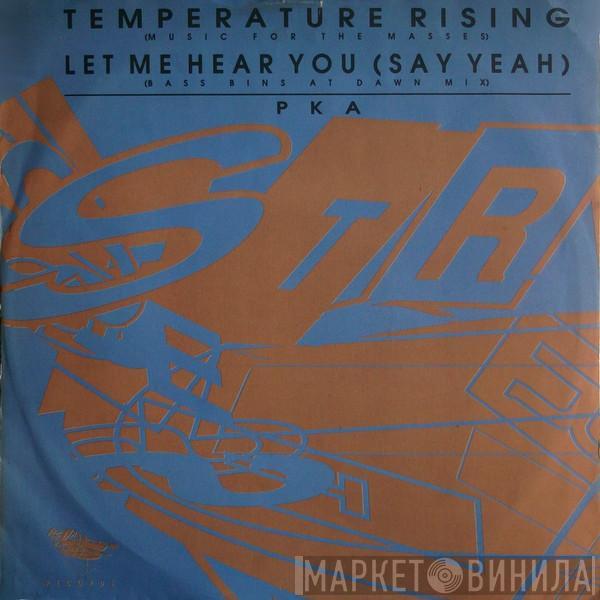 TEMPERATURE RISING
(MUSIC FOR THE MASSES)
LET ME HEAR YOU (SAY YEAH)
(BASS BINS AT DAWN MIX)
PKA
STRE
МАРКЕТ ВИНИЛА